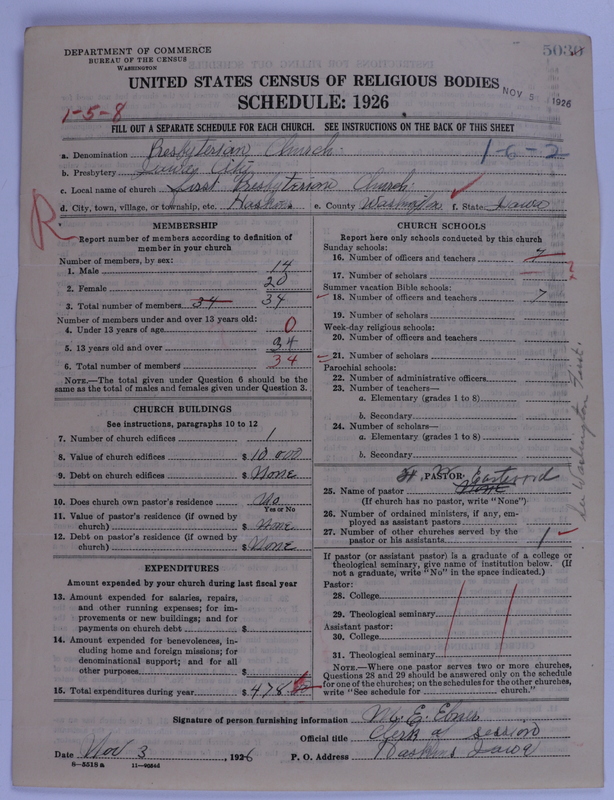 DEPARTMENT OF COMMERCE
BUREAU OF THE CENSUS
WASHINGTON
5030
UNITED STATES CENSUS OF RELIGIOUS BODIES
SCHEDULE: 1926
NOV 5 1926
1-5-8
FILL OUT A SEPARATE SCHEDULE FOR EACH CHURCH. SEE INSTRUCTIONS ON THE BACK OF THIS SHEET
a. Denomination Presbyterian Church
1-6-2
b. Presbytery Iowa City
c. Local name of church First Presbyterian Church
d. City, town, village, or township, etc. Haskins e. County Washington f. State Iowa
R
MEMBERSHIP
Report number of members according to definition of
member in your church
Number of members, by sex:
1. Male 14
2. Female 20
3. Total number of members 34 34
Number of members under and over 13 years old:
4. Under 13 years of age 0
5. 13 years old and over 34
6. Total number of members 34
NOTE.—The total given under Question 6 should be
same as the total of males and females given under Question 3.
CHURCH BUILDINGS
See instructions, paragraphs 10 to 12
7. Number of church edifices 1
8. Value of church edifices $ 10 000
9. Debt on church edifices $ None
10. Does church own pastor's residence No
Yes or No
11. Value of pastor's residence (if owned by
church) $ None
12. Debt on pastor's residence (if owned by
church) $ None
EXPENDITURES
Amount expended by your church during last fiscal year
13. Amount expended for salaries, repairs,
and other running expenses; for im-
provements or new buildings; and for
payments on church debt $
14. Amount expended for benevolences, in-
cluding home and foreign missions; for
denominational support; and for all
other purposes $
15. Total expenditures during year $ 478
CHURCH SCHOOLS
Report here only schools conducted by this church
Sunday schools:
16. Number of officers and teachers 7
17. Number of scholars
Summer vacation Bible schools:
18. Number of officers and teachers 7
19. Number of scholars
Week-day religious schools:
20. Number of officers and teachers
21. Number of scholars
Parochial schools:
22. Number of administrative officers
23. Number of teachers—
a. Elementary (grades 1 to 8)
b. Secondary
24. Number of scholars—
a. Elementary (grades 1 to 8)
b. Secondary
See Washington First.
PASTOR
25. Name of pastor None Eastwood
(If church has no pastor, write "None")
26. Number of ordained ministers, if any, em-
ployed as assistant pastors
27. Number of other churches served by the
pastor or his assistants 1
If pastor (or assistant pastor) is a graduate of a college or
theological seminary, give name of institution below. (If
not a graduate, write "No" in the space indicated.)
Pastor:
28. College
29. Theological seminary
Assistant pastor:
30. College
31. Theological seminary
NOTE.—Where one pastor serves two or more churches,
Questions 28 and 29 should be answered only on the schedule
for one of the churches; on the schedules for the other churches,
write "See schedule for church."
Signature of person furnishing information
Official title Clerk of Session
Date Nov 3, 1926 P. O. Address Haskins Iowa
8-5518 a 11-9